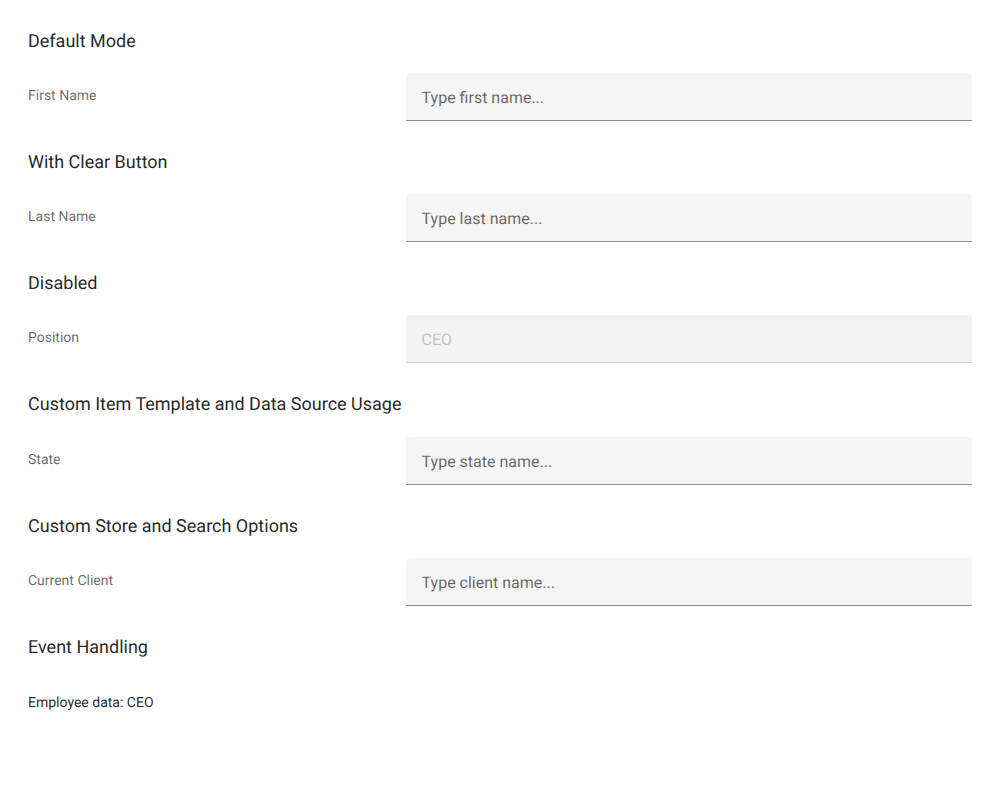 Default Mode
First Name
Type first name...
With Clear Button
Last Name
Type last name...
Disabled
Position
CEO
Custom Item Template and Data Source Usage
State
Type state name...
Custom Store and Search Options
Current Client
Type client name...
Event Handling
Employee data: CEO